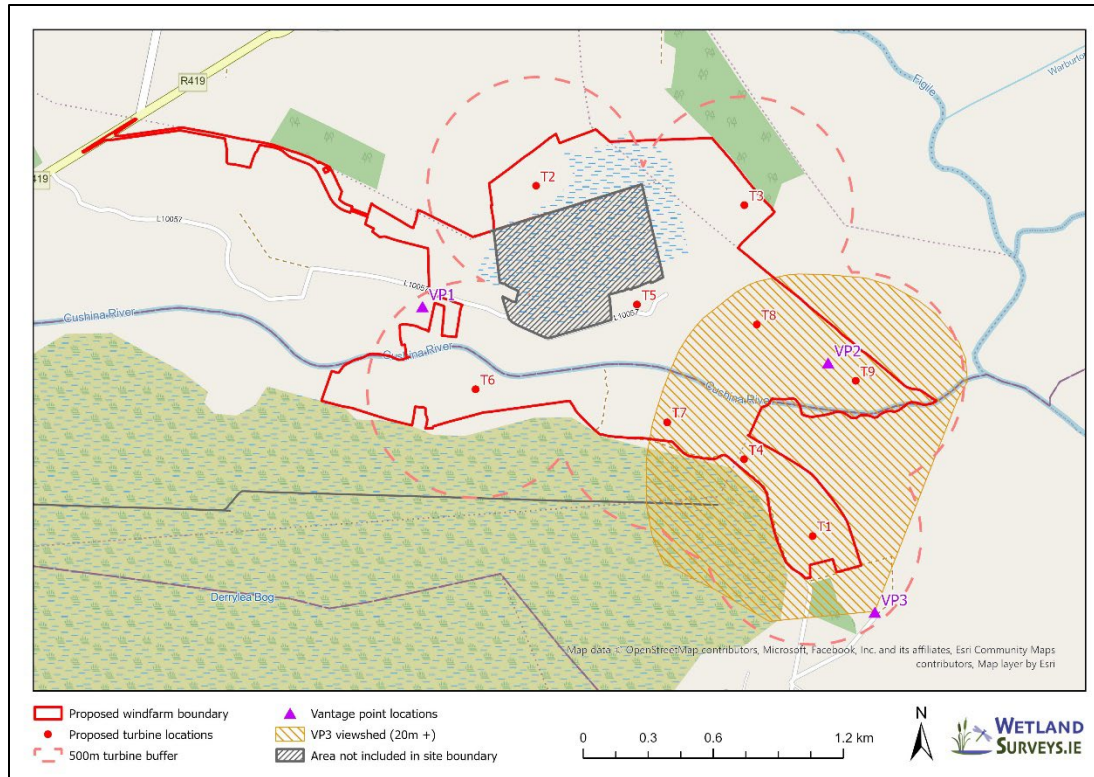 R419
419
Figile
Warburton
L10057
T2
T3
L10057
VP1
T5
L10057
Cushina River
Cushina River
T8
VP2
T9
T6
Cushina River
T7
T4
T1
Derrylea Bog
VP3
Map data © OpenStreetMap contributors, Microsoft, Facebook, Inc. and its affiliates, Esri Community Maps
contributors, Map layer by Esri
Proposed windfarm boundary
Proposed turbine locations
500m turbine buffer
Vantage point locations
VP3 viewshed (20m +)
Area not included in site boundary
0 0.3 0.6 1.2 km
N
WETLAND
SURVEYS.IE